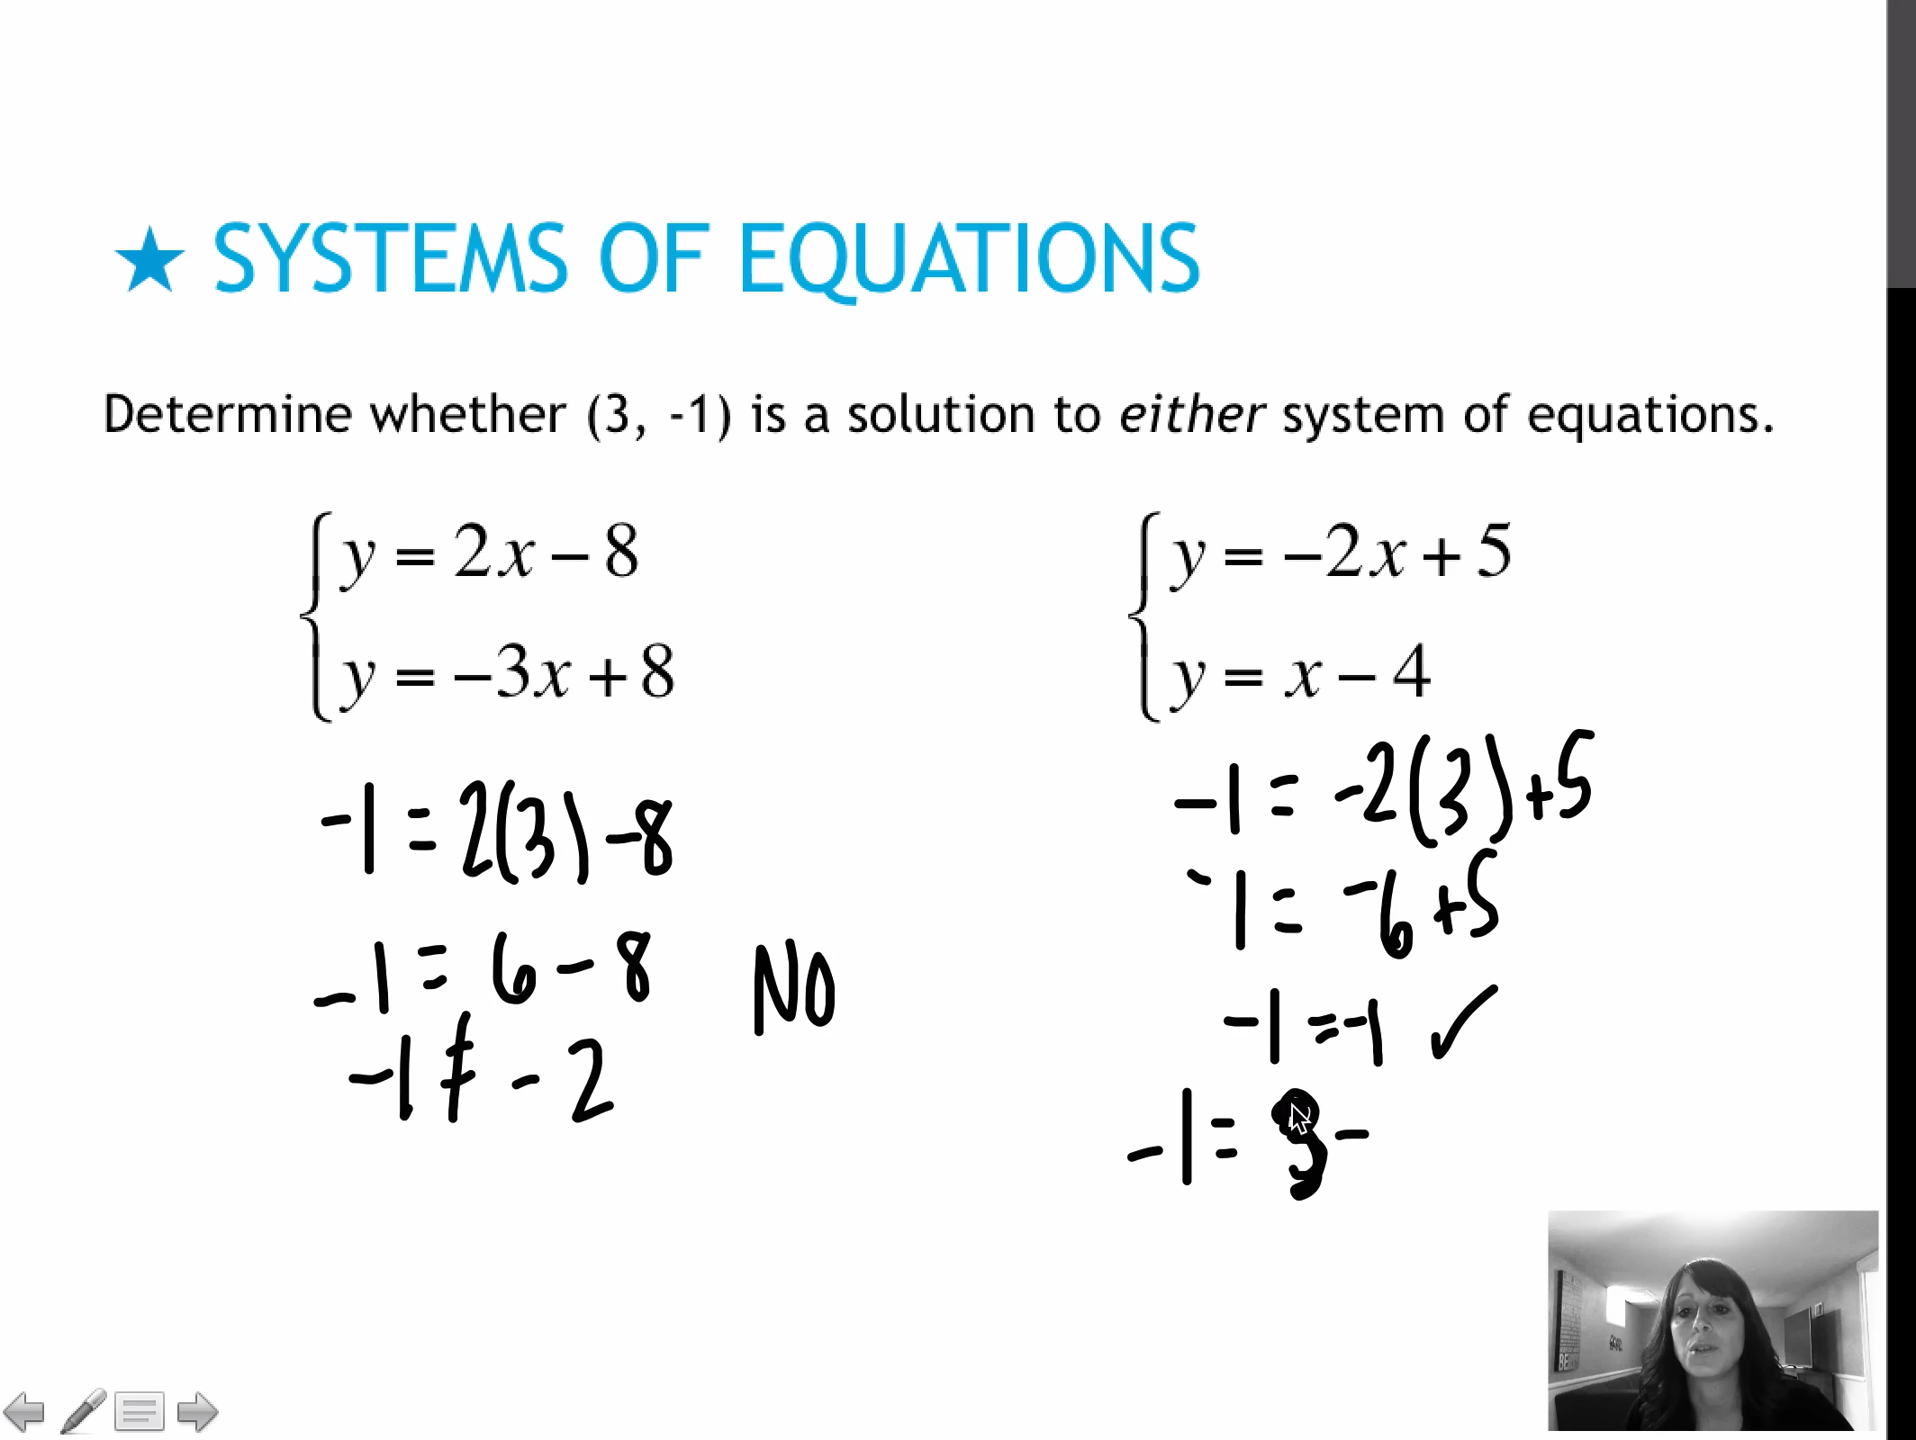 ★ SYSTEMS OF EQUATIONS
Determine whether (3, -1) is a solution to either system of equations.
y = 2x − 8
y = −3x + 8
-1 = 2(3) - 8
-1 = 6 - 8
NO
-1 ≠ -2
y = −2x + 5
y = x − 4
-1 = -2(3) + 5
-1 = -6 + 5
-1 = -1 ✓
-1 = 3 -